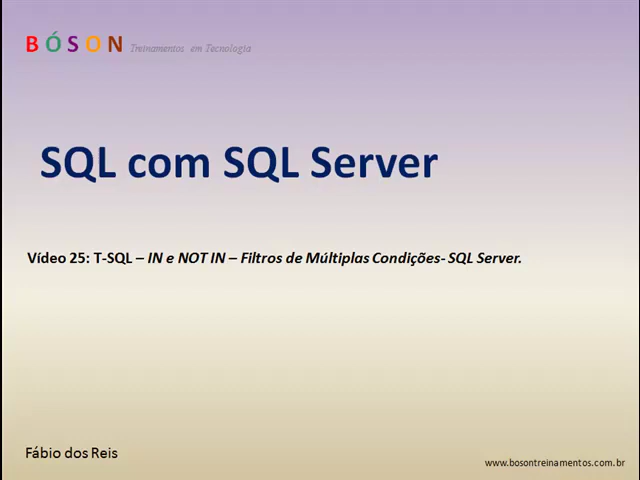 BÓSON Treinamentos em Tecnologia
SQL com SQL Server
Vídeo 25: T-SQL – IN e NOT IN – Filtros de Múltiplas Condições- SQL Server.
Fábio dos Reis
www.bosontreinamentos.com.br